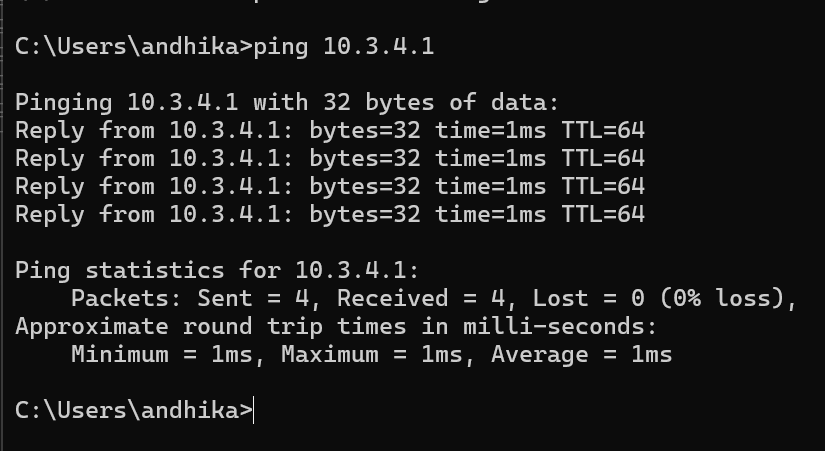 C:\Users\andhika>ping 10.3.4.1
Pinging 10.3.4.1 with 32 bytes of data:
Reply from 10.3.4.1: bytes=32 time=1ms TTL=64
Reply from 10.3.4.1: bytes=32 time=1ms TTL=64
Reply from 10.3.4.1: bytes=32 time=1ms TTL=64
Reply from 10.3.4.1: bytes=32 time=1ms TTL=64
Ping statistics for 10.3.4.1:
    Packets: Sent = 4, Received = 4, Lost = 0 (0% loss),
Approximate round trip times in milli-seconds:
    Minimum = 1ms, Maximum = 1ms, Average = 1ms
C:\Users\andhika>